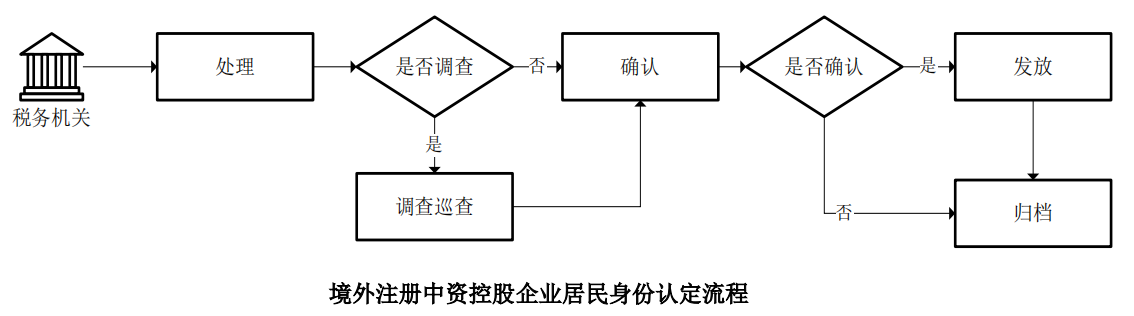 税务机关
处理
是否调查
否
确认
是否确认
是
发放
是
调查巡查
否
归档
境外注册中资控股企业居民身份认定流程